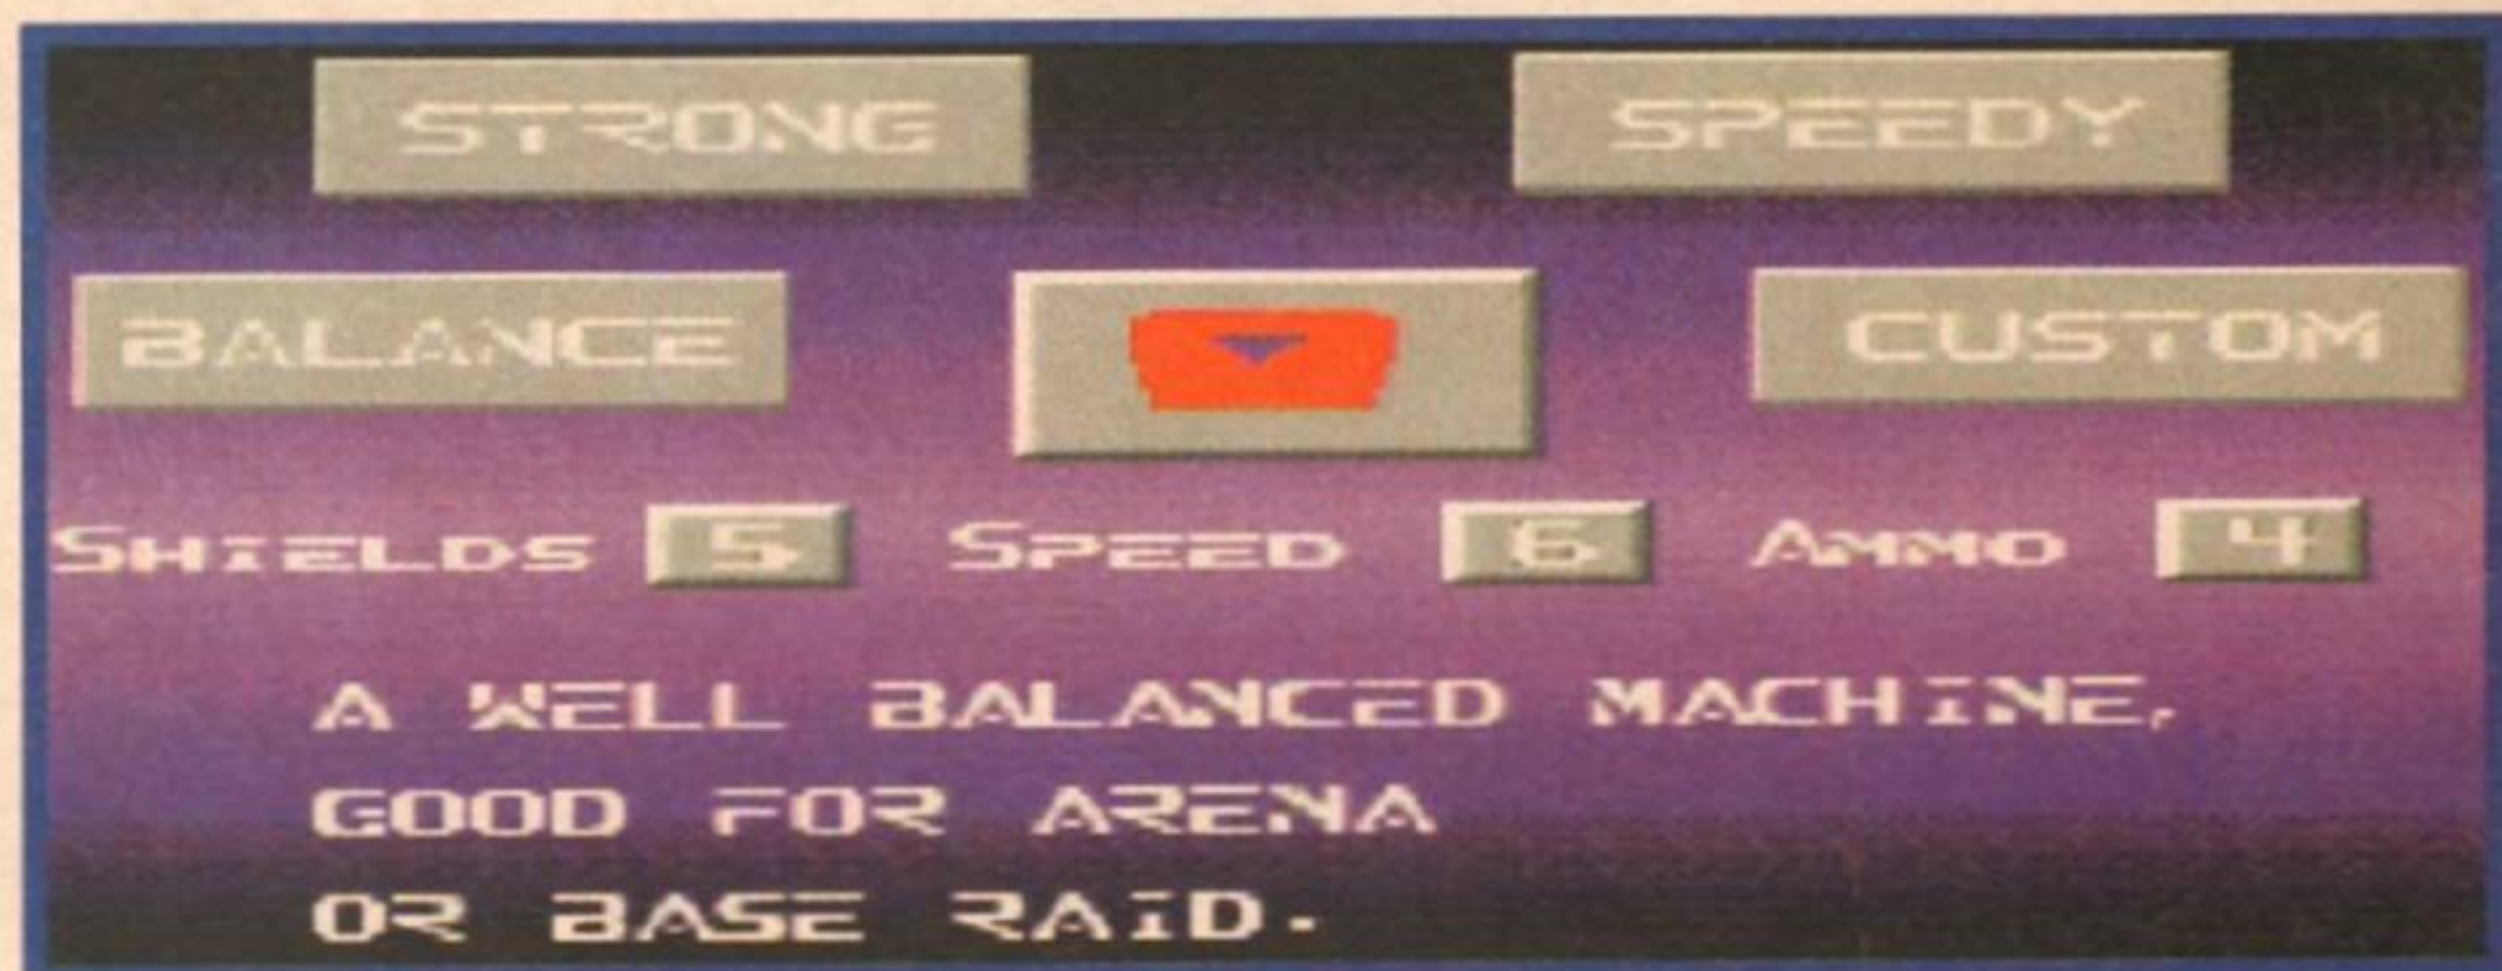 STRONG SPEEDY
BALANCE CUSTOM
SHIELDS 5 SPEED 6 AMMO 4
A WELL BALANCED MACHINE,
GOOD FOR ARENA
OR BASE RAID.